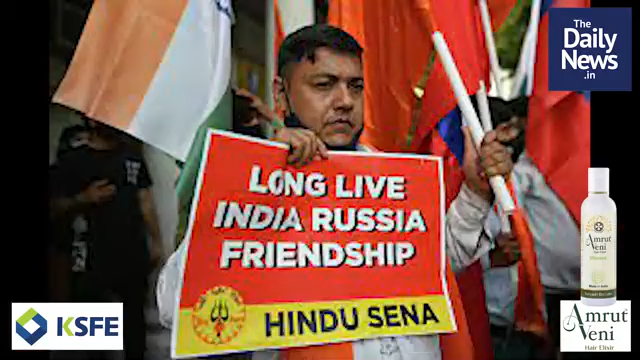 The
Daily
News
.in
LONG LIVE
INDIA RUSSIA
FRIENDSHIP
HINDU SENA
Amrut
Veni
KSFE
Amrut
Veni
Hair Elixir